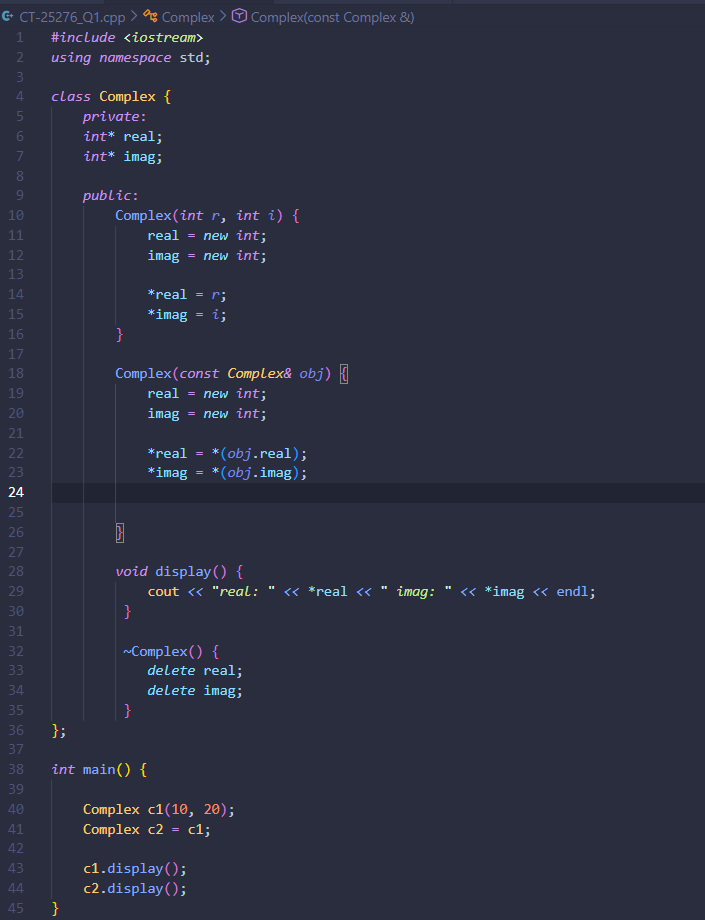 CT-25276_Q1.cpp > Complex > Complex(const Complex &)
1 #include <iostream>
2 using namespace std;
3
4 class Complex {
5     private:
6     int* real;
7     int* imag;
8
9     public:
10         Complex(int r, int i) {
11             real = new int;
12             imag = new int;
13
14             *real = r;
15             *imag = i;
16         }
17
18         Complex(const Complex& obj) {
19             real = new int;
20             imag = new int;
21
22             *real = *(obj.real);
23             *imag = *(obj.imag);
24
25
26         }
27
28         void display() {
29             cout << "real: " << *real << " imag: " << *imag << endl;
30          }
31
32          ~Complex() {
33             delete real;
34             delete imag;
35          }
36 };
37
38 int main() {
39
40     Complex c1(10, 20);
41     Complex c2 = c1;
42
43     c1.display();
44     c2.display();
45 }